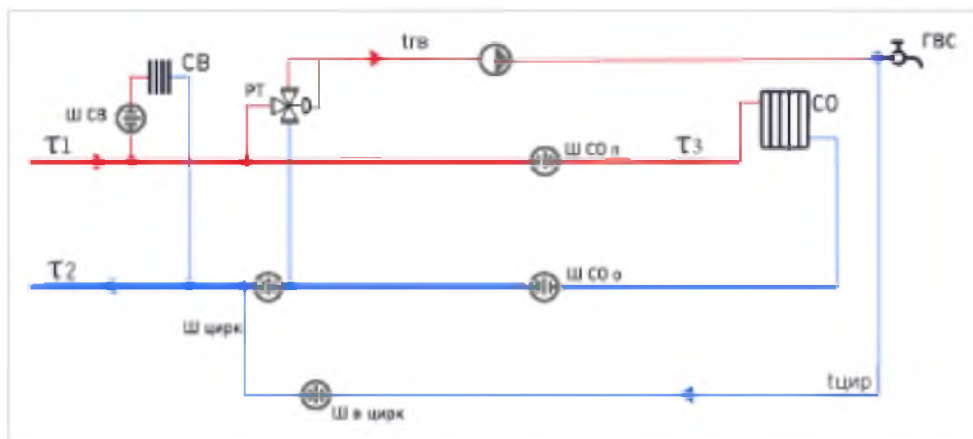 tгв
ГВС
СВ
РТ
СО
Ш СВ
τ1
Ш СО п
τ3
τ2
Ш СО о
Ш цирк
tцир
Ш в цирк